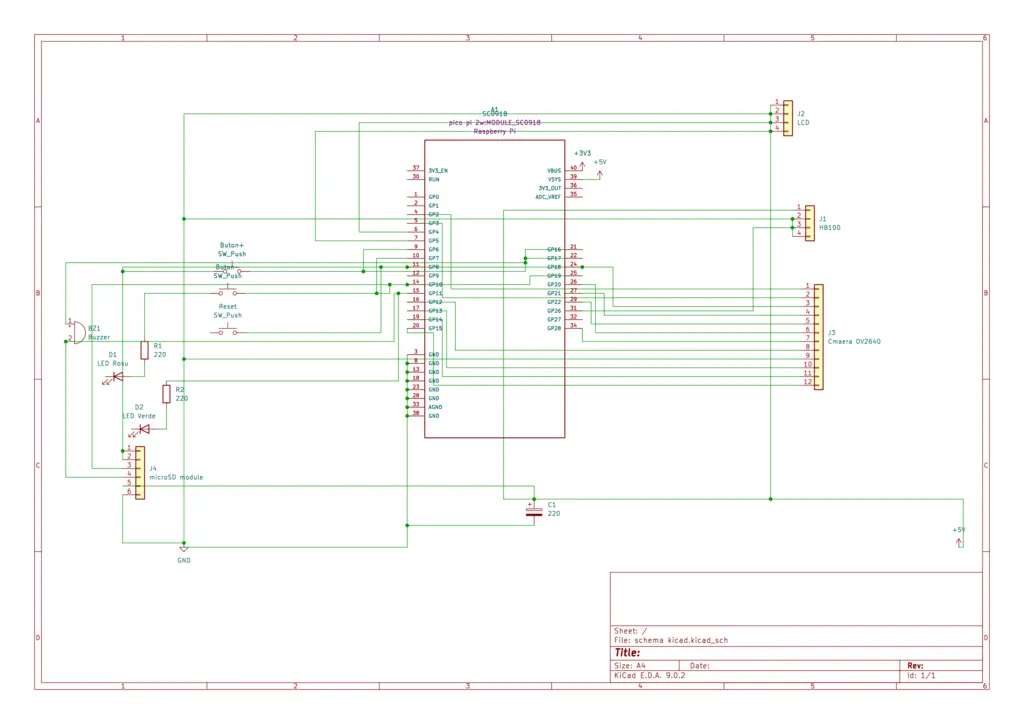 1 2 3 4 5 6
A
B
C
D
A
B
C
D
1 2 3 4 5 6
A1
SC0918
pico pi 2w:MODULE_SC0918
Raspberry Pi
37 3V3_EN
30 RUN
1 GP0
2 GP1
4 GP2
5 GP3
6 GP4
7 GP5
9 GP6
10 GP7
11 GP8
12 GP9
14 GP10
15 GP11
16 GP12
17 GP13
19 GP14
20 GP15
3 GND
8 GND
13 GND
18 GND
23 GND
28 GND
33 AGND
38 GND
VBUS 40
VSYS 39
3V3_OUT 36
ADC_VREF 35
GP16 21
GP17 22
GP18 24
GP19 25
GP20 26
GP21 27
GP22 29
GP26 31
GP27 32
GP28 34
+3V3
+5V
1
2
3
4
J2
LCD
1
2
3
4
J1
HB100
1
2
3
4
5
6
7
8
9
10
11
12
J3
Cmaera OV2640
Buton+
SW_Push
Buton-
SW_Push
Reset
SW_Push
1
2
BZ1
Buzzer
R1
220
D1
LED Rosu
R2
220
D2
LED Verde
1
2
3
4
5
6
J4
microSD module
+
C1
220
GND
+5V
Sheet: /
File: schema kicad.kicad_sch
Title:
Size: A4 Date: Rev:
KiCad E.D.A. 9.0.2 Id: 1/1